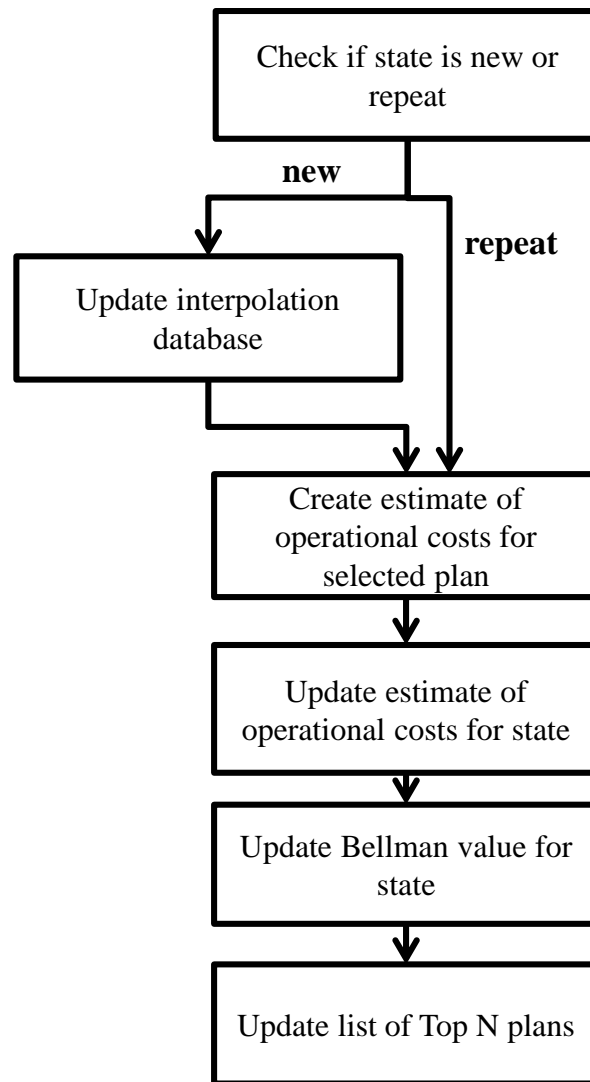 Check if state is new or
repeat
new
repeat
Update interpolation
database
Create estimate of
operational costs for
selected plan
Update estimate of
operational costs for state
Update Bellman value for
state
Update list of Top N plans